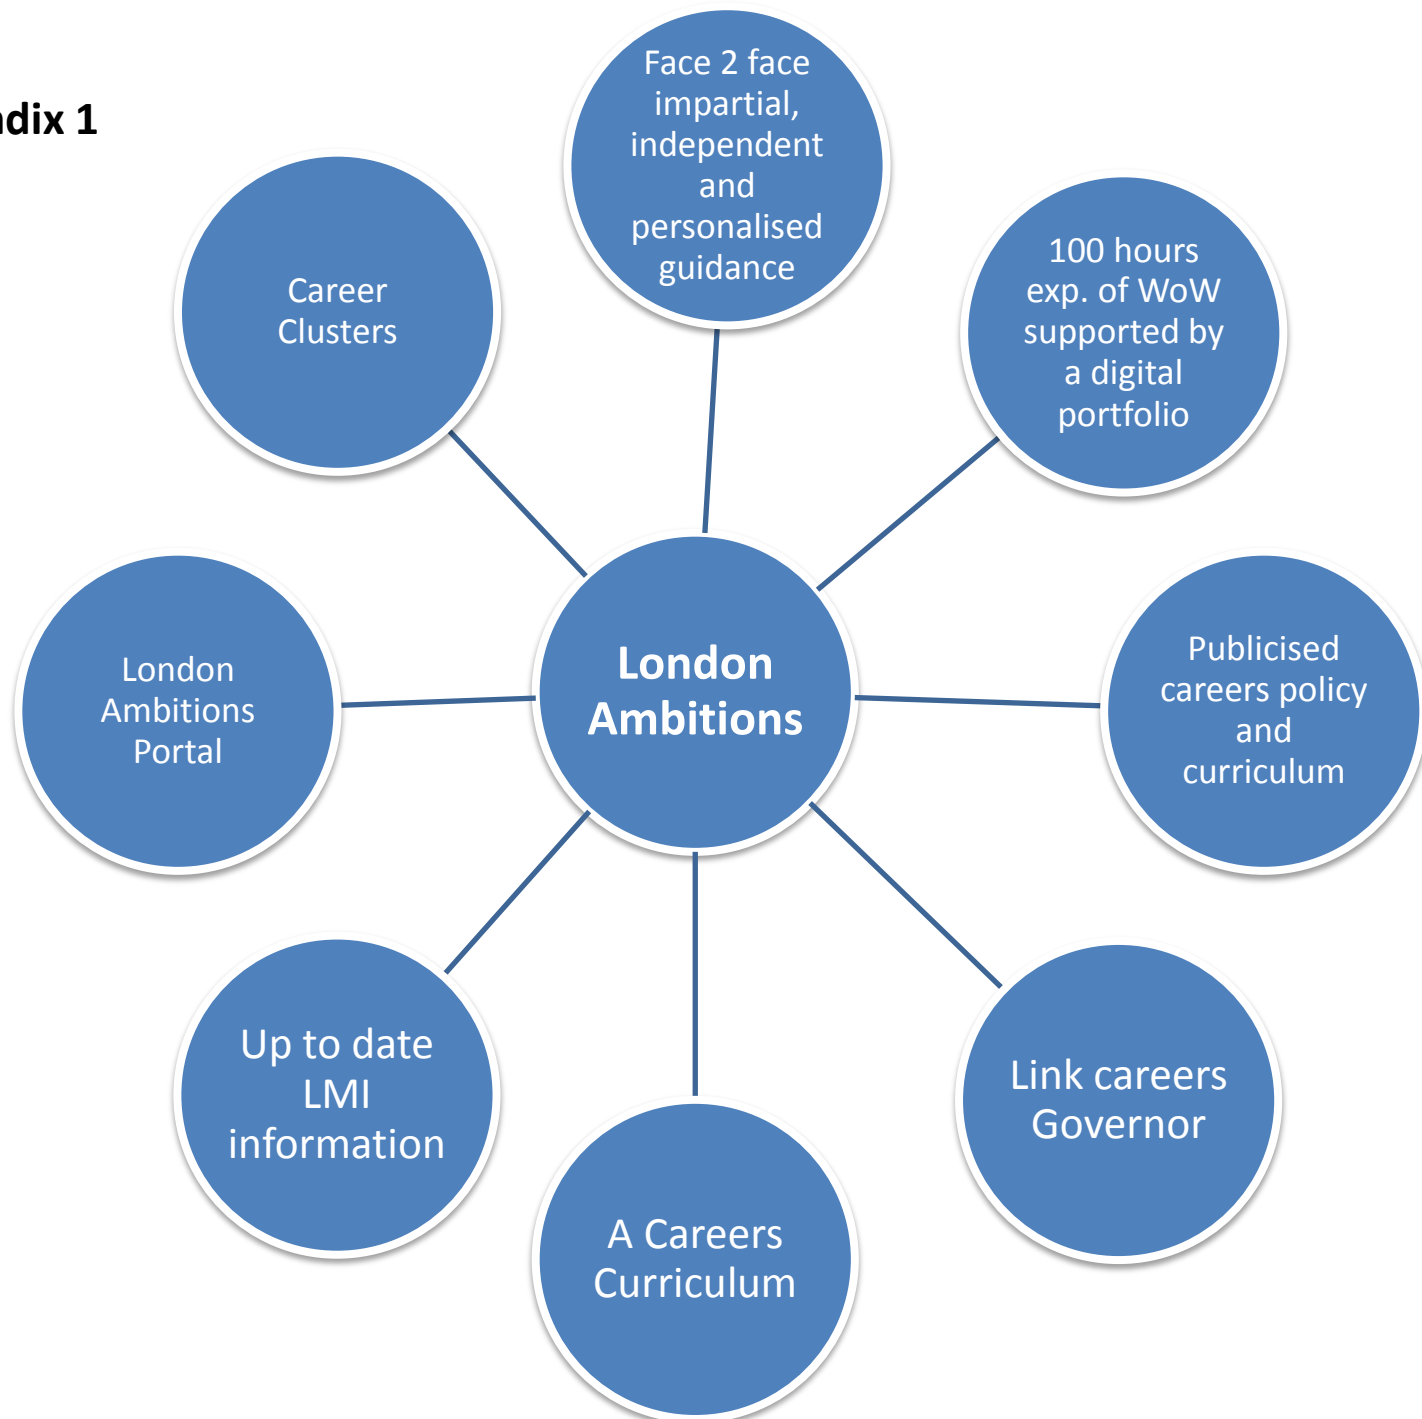 ndix 1
Face 2 face
impartial,
independent
and
personalised
guidance
100 hours
exp. of WoW
supported by
a digital
portfolio
Publicised
careers policy
and
curriculum
Link careers
Governor
A Careers
Curriculum
Up to date
LMI
information
London
Ambitions
Portal
Career
Clusters
London
Ambitions